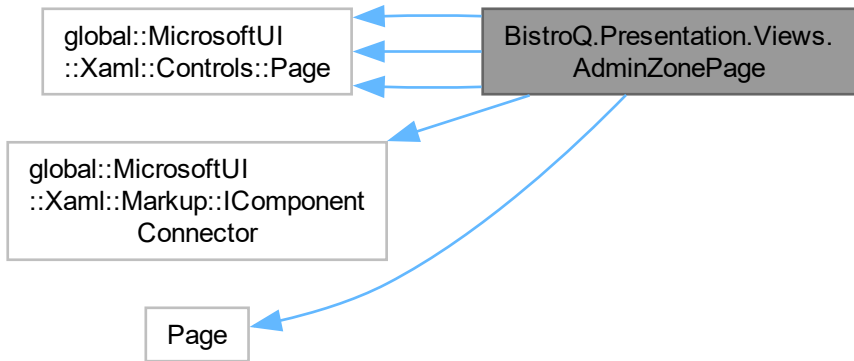 global::MicrosoftUI
::Xaml::Controls::Page
BistroQ.Presentation.Views.
AdminZonePage
global::MicrosoftUI
::Xaml::Markup::IComponent
Connector
Page